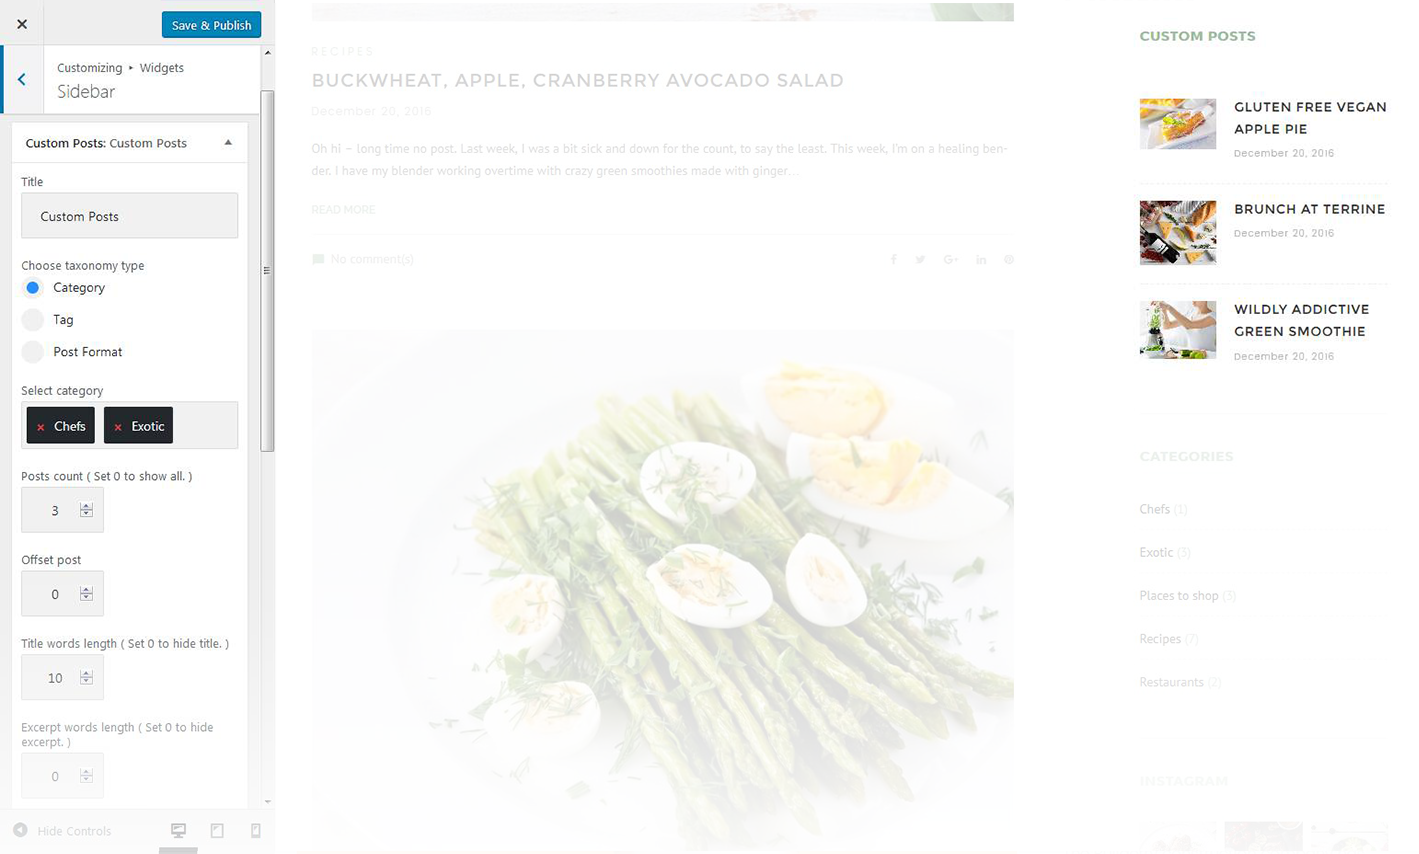 Save & Publish
Customizing ▸ Widgets
Sidebar
Custom Posts: Custom Posts
Title
Custom Posts
Choose taxonomy type
Category
Tag
Post Format
Select category
× Chefs × Exotic
Posts count ( Set 0 to show all. )
3
Offset post
0
Title words length ( Set 0 to hide title. )
10
Excerpt words length ( Set 0 to hide
excerpt. )
0
Hide Controls
RECIPES
BUCKWHEAT, APPLE, CRANBERRY AVOCADO SALAD
December 20, 2016
Oh hi – long time no post. Last week, I was a bit sick and down for the count, to say the least. This week, I'm on a healing ben-
der. I have my blender working overtime with crazy green smoothies made with ginger…
READ MORE
No comment(s)
CUSTOM POSTS
GLUTEN FREE VEGAN
APPLE PIE
December 20, 2016
BRUNCH AT TERRINE
December 20, 2016
WILDLY ADDICTIVE
GREEN SMOOTHIE
December 20, 2016
CATEGORIES
Chefs (1)
Exotic (3)
Places to shop (3)
Recipes (7)
Restaurants (2)
INSTAGRAM